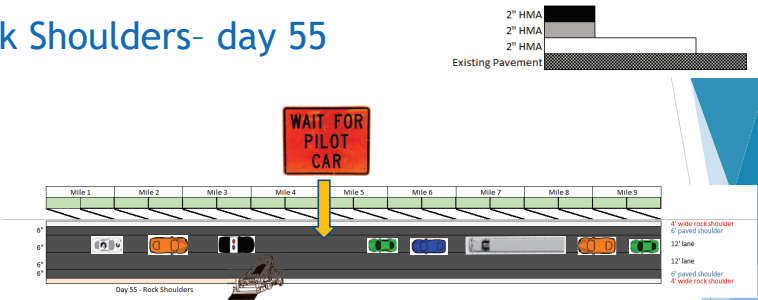 k Shoulders– day 55
2" HMA
2" HMA
2" HMA
Existing Pavement
WAIT FOR
PILOT
CAR
Mile 1 Mile 2 Mile 3 Mile 4 Mile 5 Mile 6 Mile 7 Mile 8 Mile 9
4' wide rock shoulder
6' paved shoulder
6"
12' lane
6"
12' lane
6"
6"
6' paved shoulder
4' wide rock shoulder
Day 55 - Rock Shoulders